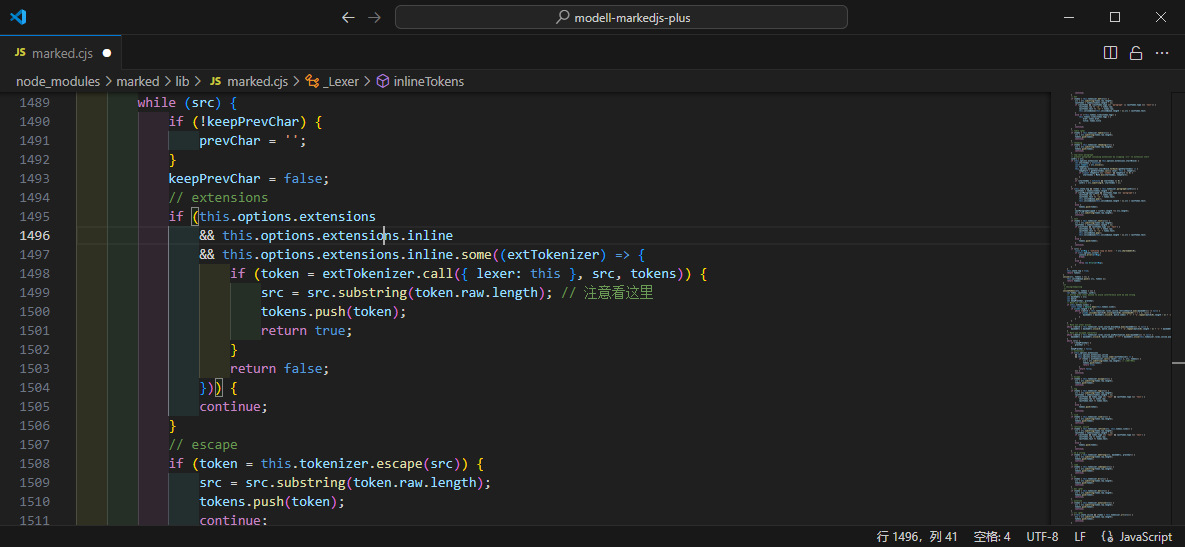 modell-markedjs-plus
JS marked.cjs
node_modules > marked > lib > JS marked.cjs > _Lexer > inlineTokens
1489 while (src) {
1490 if (!keepPrevChar) {
1491 prevChar = '';
1492 }
1493 keepPrevChar = false;
1494 // extensions
1495 if (this.options.extensions
1496 && this.options.extensions.inline
1497 && this.options.extensions.inline.some((extTokenizer) => {
1498 if (token = extTokenizer.call({ lexer: this }, src, tokens)) {
1499 src = src.substring(token.raw.length); // 注意看这里
1500 tokens.push(token);
1501 return true;
1502 }
1503 return false;
1504 })) {
1505 continue;
1506 }
1507 // escape
1508 if (token = this.tokenizer.escape(src)) {
1509 src = src.substring(token.raw.length);
1510 tokens.push(token);
1511 continue;
行 1496，列 41 空格: 4 UTF-8 LF JavaScript